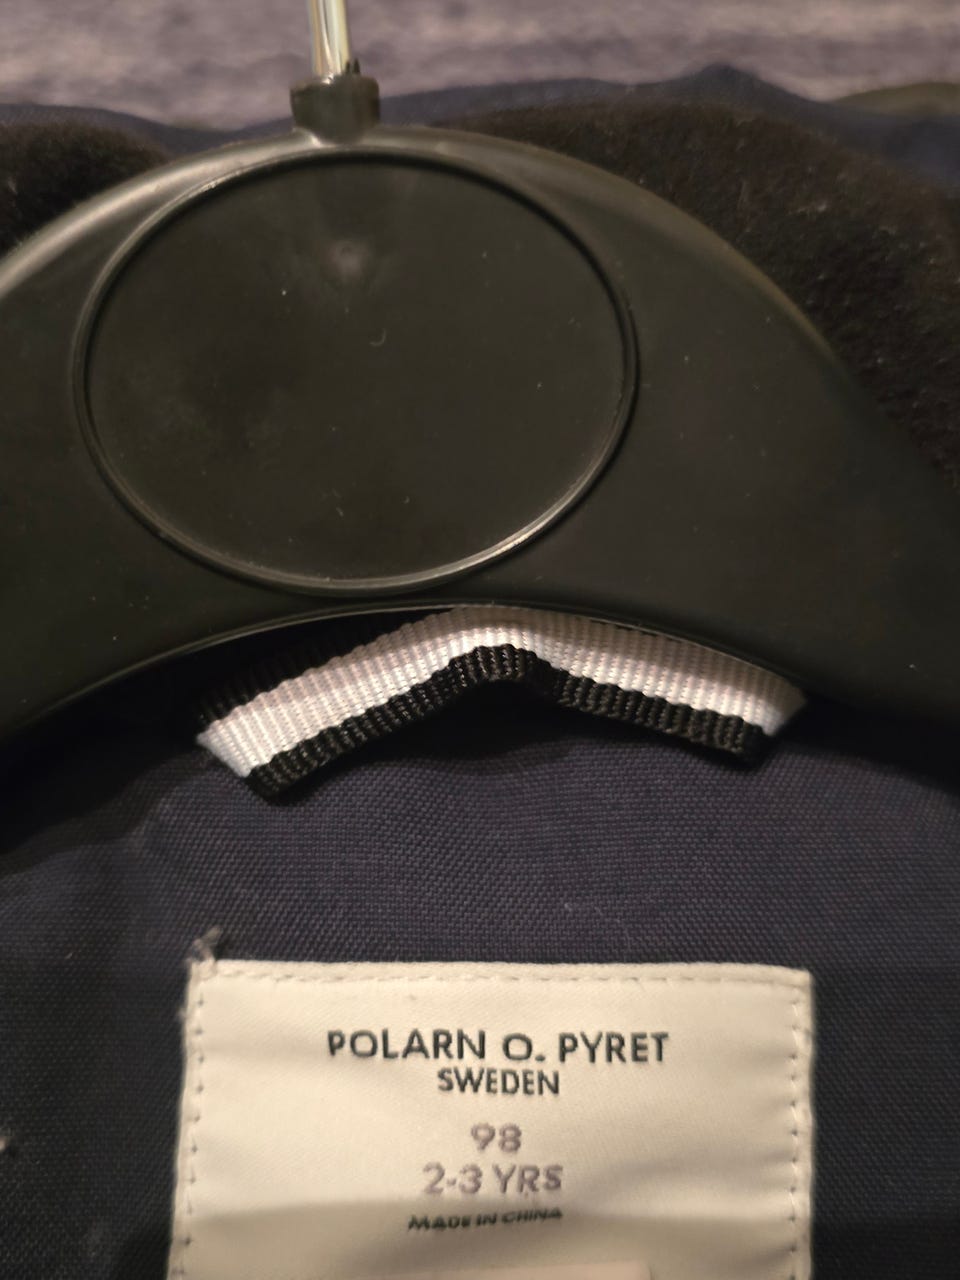 POLARN O. PYRET
SWEDEN
98
2-3 YRS
MADE IN CHINA